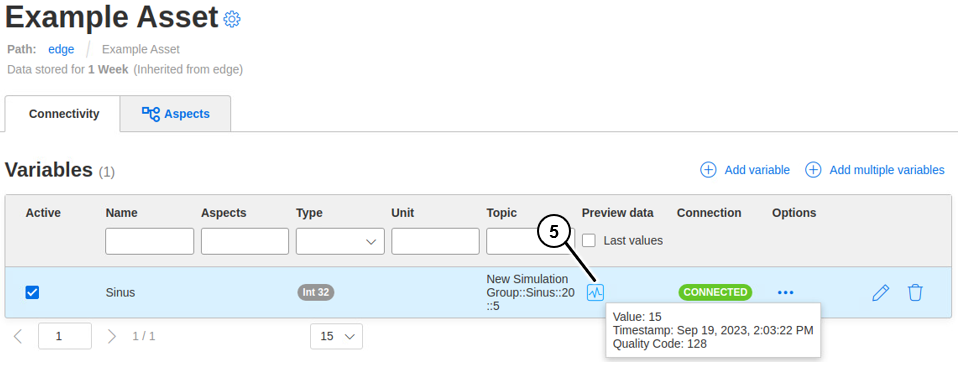 Example Asset
Path: edge / Example Asset
Data stored for 1 Week (Inherited from edge)
Connectivity
Aspects
Variables (1)
Add variable
Add multiple variables
Active
Name
Aspects
Type
Unit
Topic
Preview data
Connection
Options
Last values
5
Sinus
Int 32
New Simulation
Group::Sinus::20
::5
CONNECTED
Value: 15
Timestamp: Sep 19, 2023, 2:03:22 PM
Quality Code: 128
1
1 / 1
15